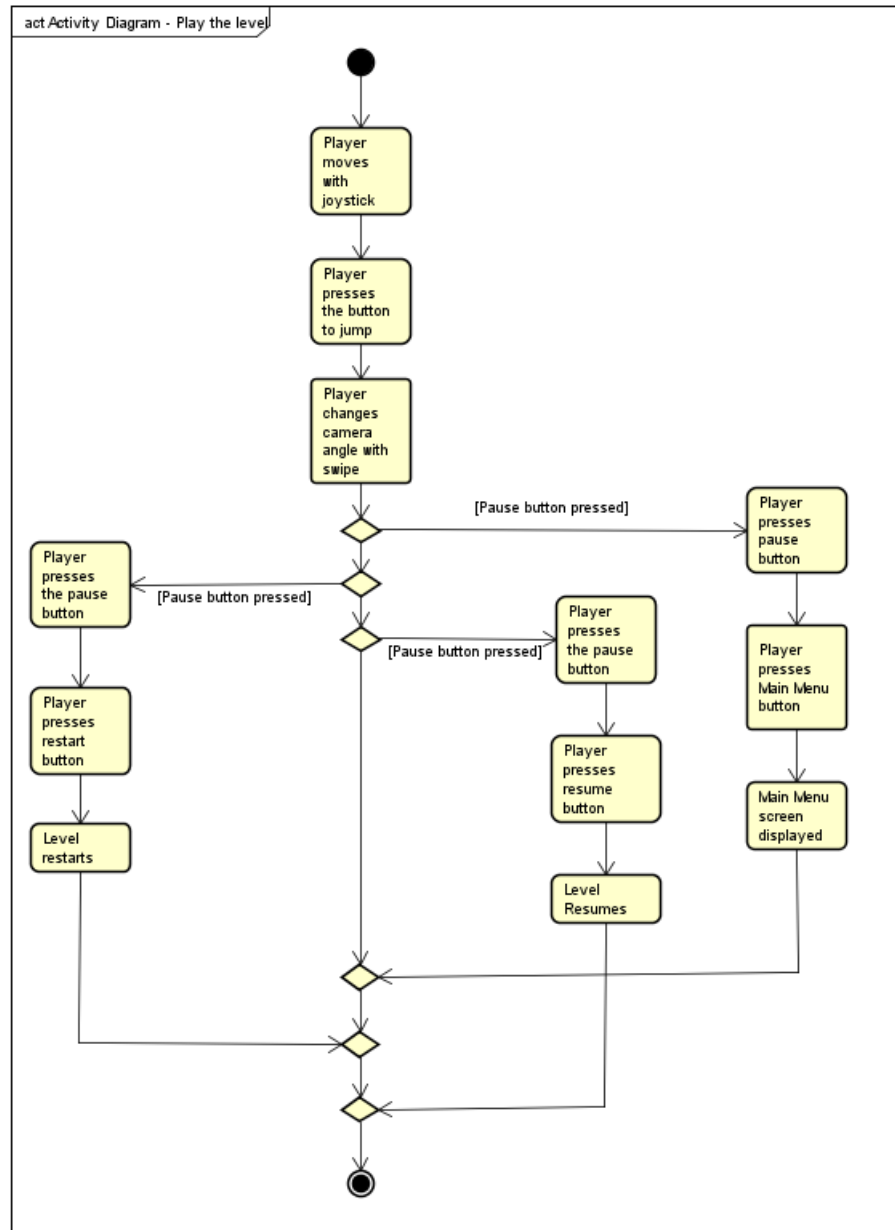 act Activity Diagram - Play the level
Player
moves
with
joystick
Player
presses
the button
to jump
Player
changes
camera
angle with
swipe
[Pause button pressed]
Player
presses
pause
button
Player
presses
the pause
button
[Pause button pressed]
Player
presses
the pause
button
[Pause button pressed]
Player
presses
Main Menu
button
Player
presses
restart
button
Player
presses
resume
button
Main Menu
screen
displayed
Level
restarts
Level
Resumes